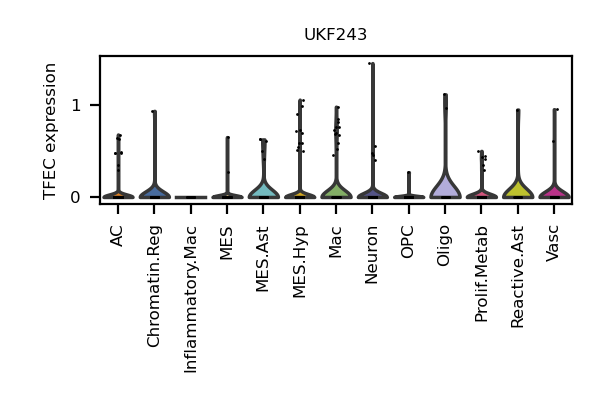 UKF243
TFEC expression
1
0
AC
Chromatin.Reg
Inflammatory.Mac
MES
MES.Ast
MES.Hyp
Mac
Neuron
OPC
Oligo
Prolif.Metab
Reactive.Ast
Vasc